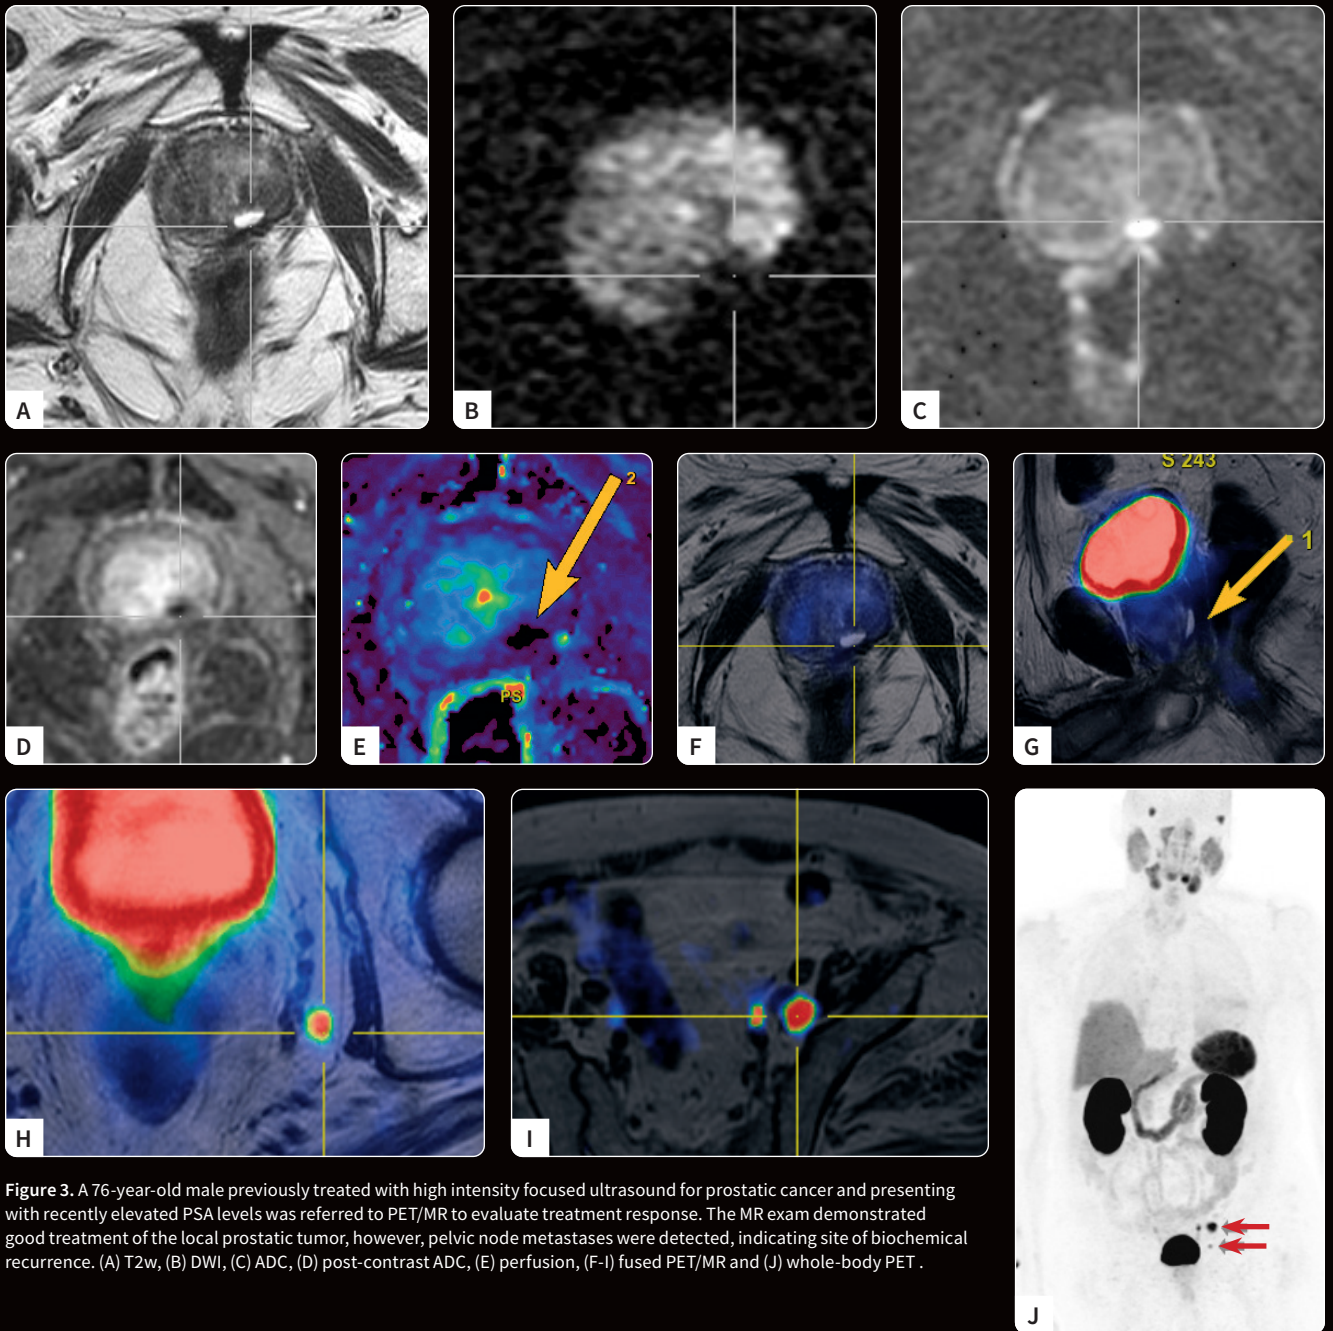 A
B
C
S 243
2
1
PS
D
E
F
G
H
I
J
Figure 3. A 76-year-old male previously treated with high intensity focused ultrasound for prostatic cancer and presenting
with recently elevated PSA levels was referred to PET/MR to evaluate treatment response. The MR exam demonstrated
good treatment of the local prostatic tumor, however, pelvic node metastases were detected, indicating site of biochemical
recurrence. (A) T2w, (B) DWI, (C) ADC, (D) post-contrast ADC, (E) perfusion, (F-I) fused PET/MR and (J) whole-body PET .